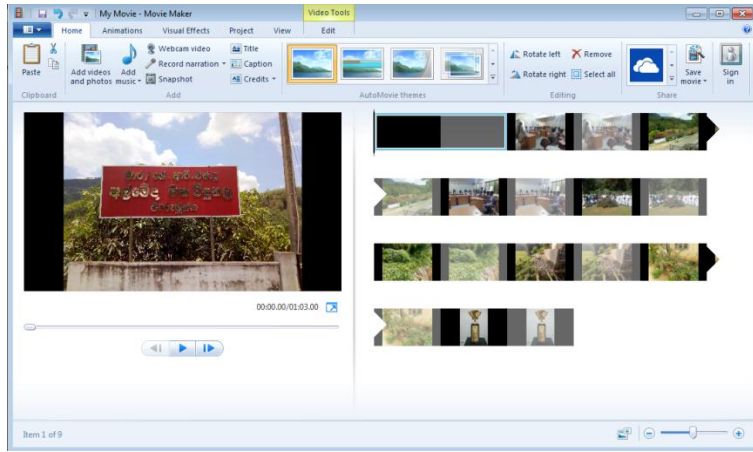 My Movie - Movie Maker
Video Tools
Home
Animations
Visual Effects
Project
View
Edit
Paste
Clipboard
Add videos
and photos
Add
music
Webcam video
Record narration
Snapshot
Title
Caption
Credits
Add
AutoMovie themes
Rotate left
Rotate right
Remove
Select all
Editing
Save
movie
Share
Sign
in
00:00.00/01:03.00
Item 1 of 9